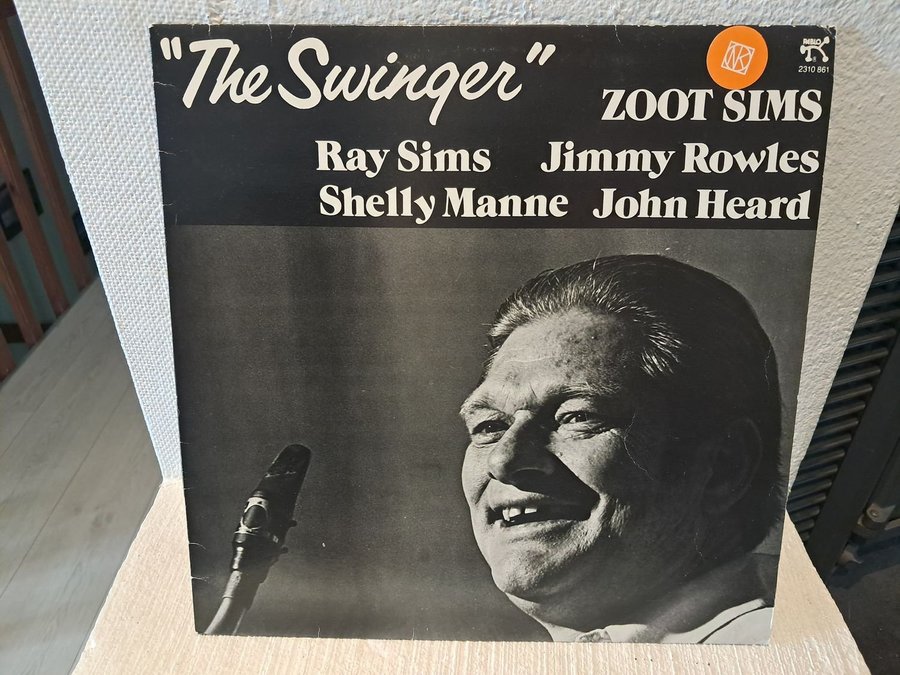 "The Swinger"
PABLO
®
2310 861
ZOOT SIMS
Ray Sims Jimmy Rowles
Shelly Manne John Heard